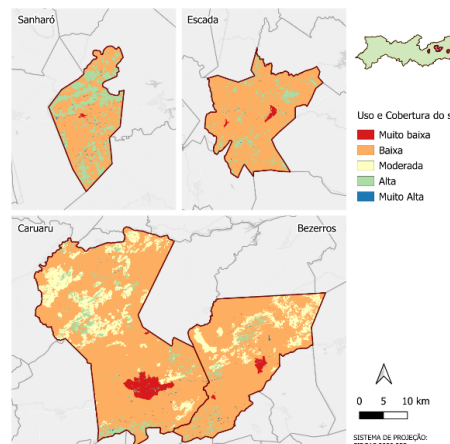 Sanharó
Escada
Uso e Cobertura do s
Muito baixa
Baixa
Moderada
Alta
Muito Alta
Caruaru
Bezerros
0 5 10 km
SISTEMA DE PROJEÇÃO: